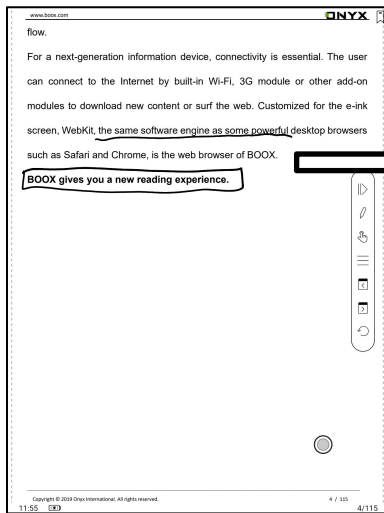 www.boox.com
ONYX
flow.
For a next-generation information device, connectivity is essential. The user
can connect to the Internet by built-in Wi-Fi, 3G module or other add-on
modules to download new content or surf the web. Customized for the e-ink
screen, WebKit, the same software engine as some powerful desktop browsers
such as Safari and Chrome, is the web browser of BOOX.
BOOX gives you a new reading experience.
Copyright © 2019 Onyx International. All rights reserved. 4 / 115
11:55 4/115